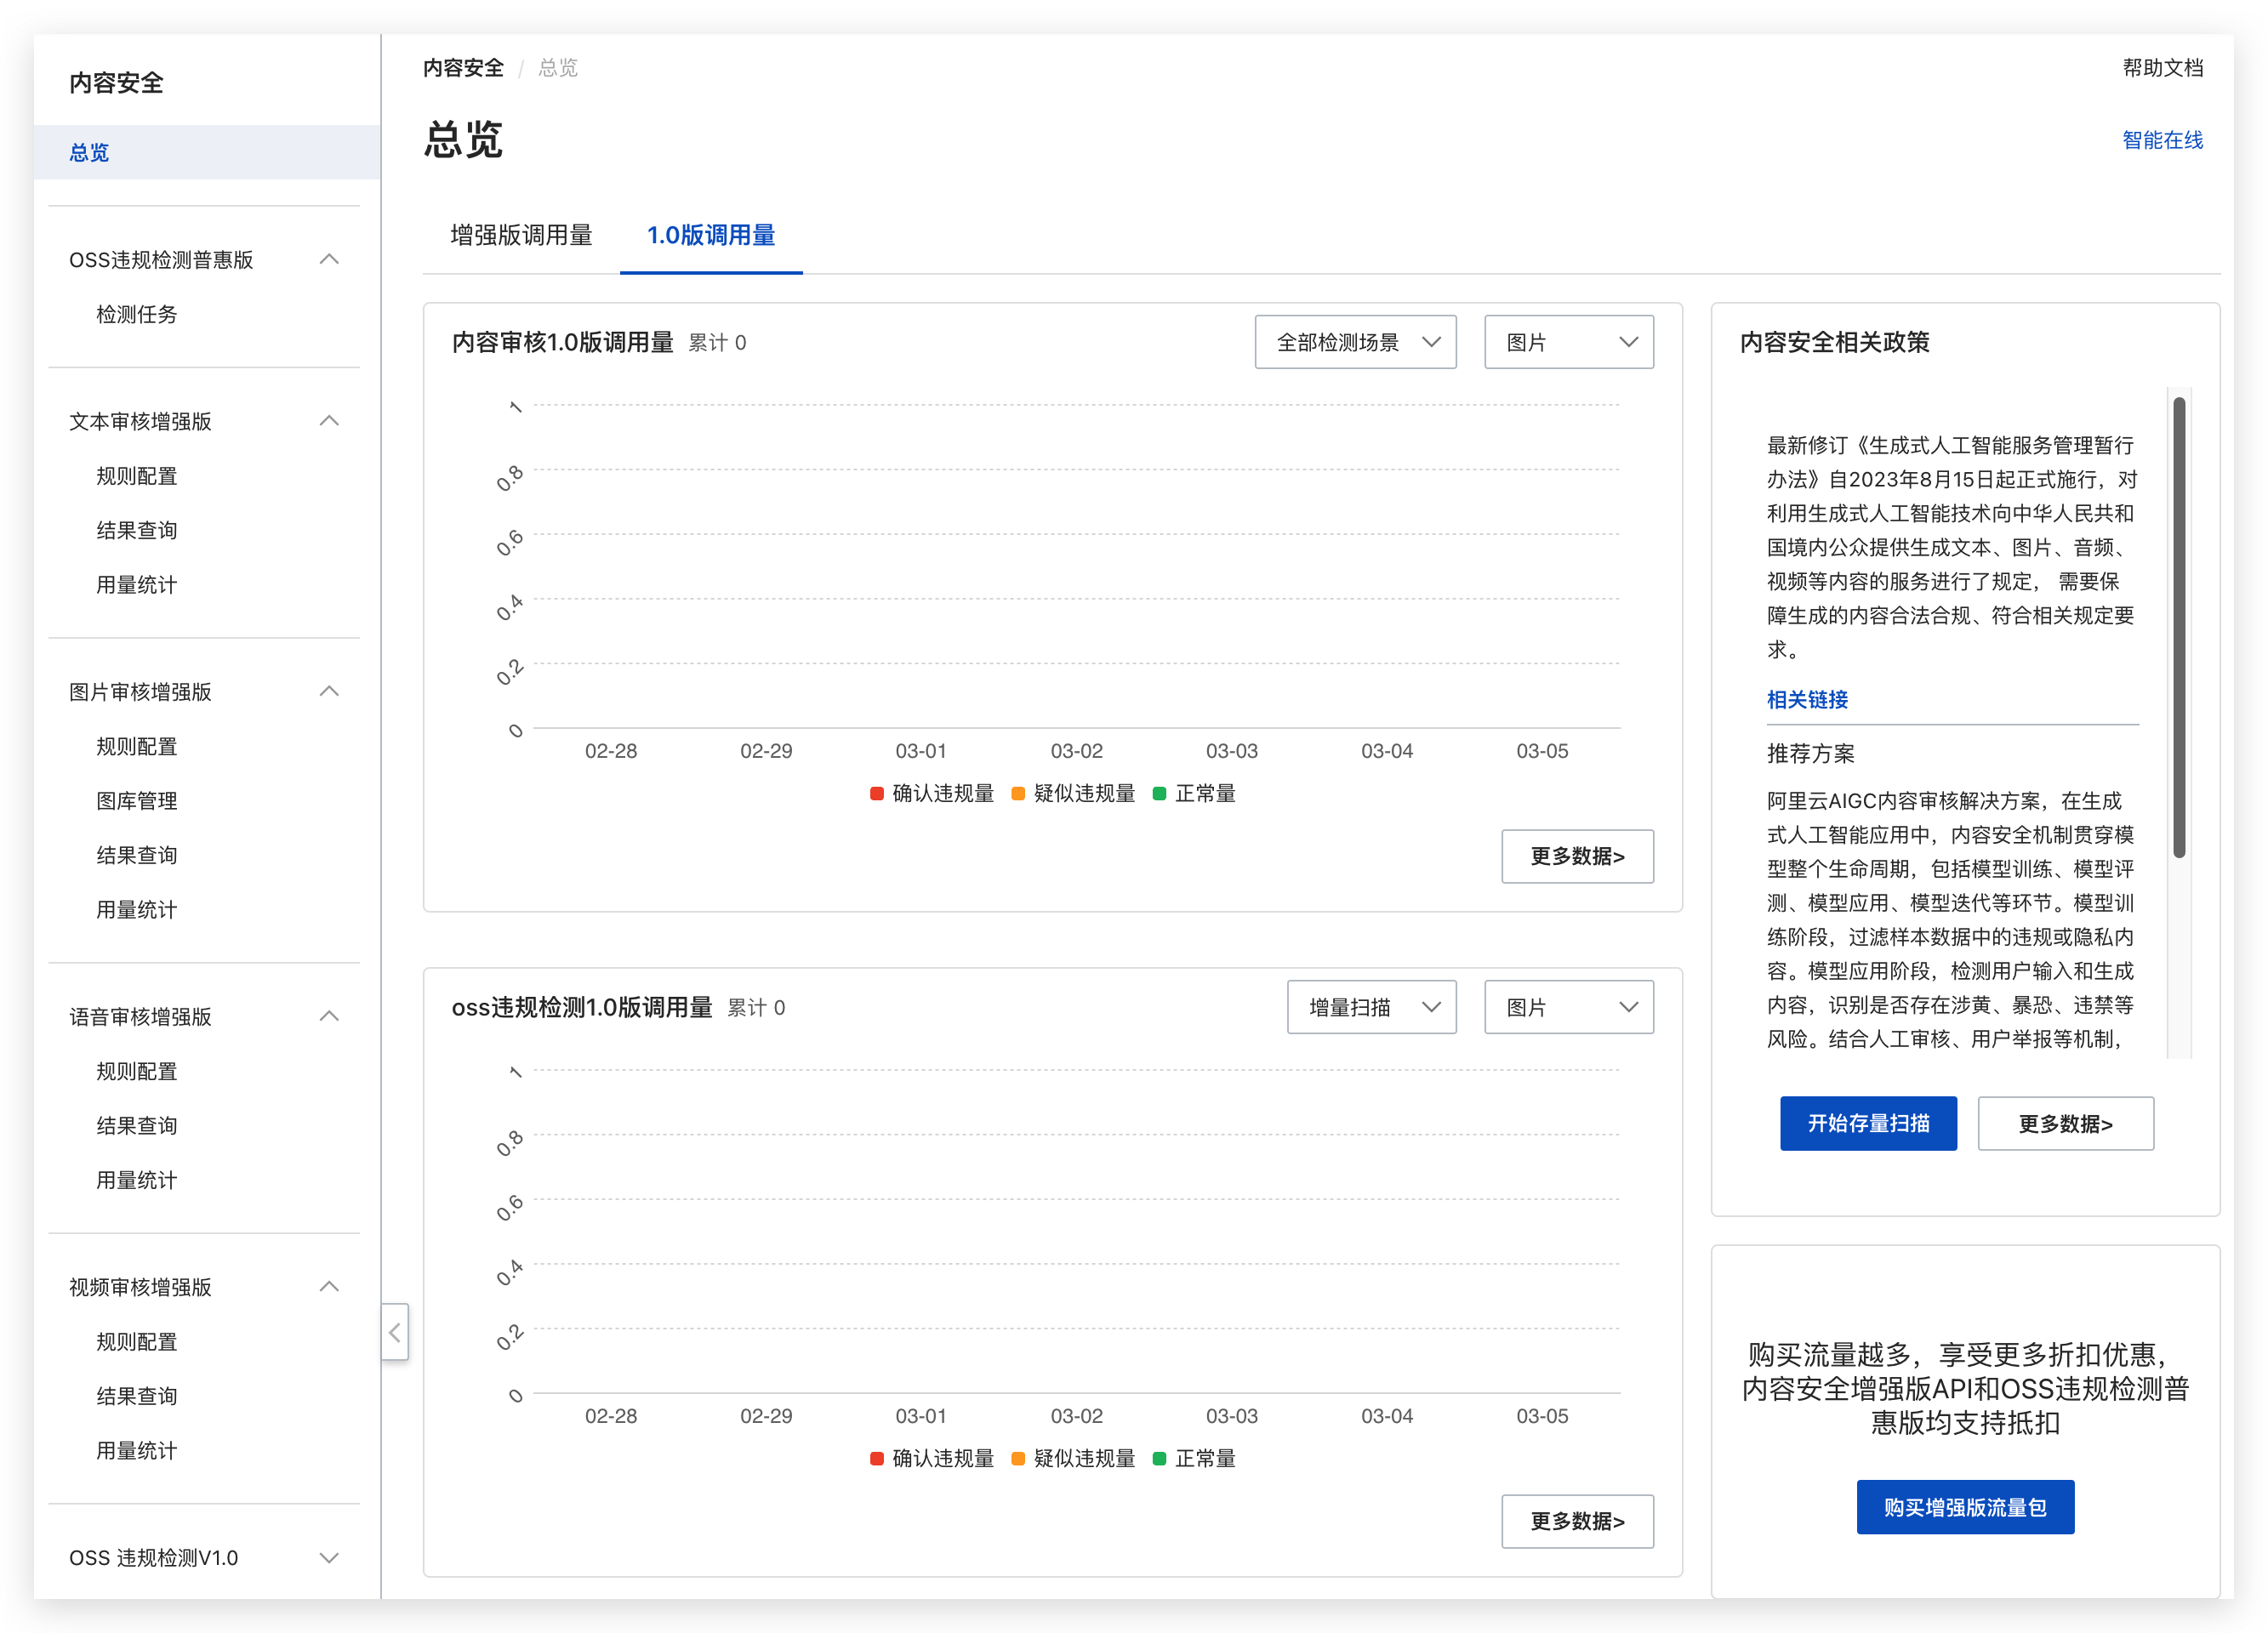 内容安全
总览
OSS违规检测普惠版
检测任务
文本审核增强版
规则配置
结果查询
用量统计
图片审核增强版
规则配置
图库管理
结果查询
用量统计
语音审核增强版
规则配置
结果查询
用量统计
视频审核增强版
规则配置
结果查询
用量统计
OSS 违规检测V1.0
内容安全 / 总览
帮助文档
总览
智能在线
增强版调用量 1.0版调用量
内容审核1.0版调用量 累计 0
全部检测场景 图片
1
0.8
0.6
0.4
0.2
0
02-28 02-29 03-01 03-02 03-03 03-04 03-05
确认违规量 疑似违规量 正常量
更多数据>
oss违规检测1.0版调用量 累计 0
增量扫描 图片
1
0.8
0.6
0.4
0.2
0
02-28 02-29 03-01 03-02 03-03 03-04 03-05
确认违规量 疑似违规量 正常量
更多数据>
内容安全相关政策
最新修订《生成式人工智能服务管理暂行
办法》自2023年8月15日起正式施行，对
利用生成式人工智能技术向中华人民共和
国境内公众提供生成文本、图片、音频、
视频等内容的服务进行了规定， 需要保
障生成的内容合法合规、符合相关规定要
求。
相关链接
推荐方案
阿里云AIGC内容审核解决方案，在生成
式人工智能应用中，内容安全机制贯穿模
型整个生命周期，包括模型训练、模型评
测、模型应用、模型迭代等环节。模型训
练阶段，过滤样本数据中的违规或隐私内
容。模型应用阶段，检测用户输入和生成
内容，识别是否存在涉黄、暴恐、违禁等
风险。结合人工审核、用户举报等机制，
开始存量扫描 更多数据>
购买流量越多，享受更多折扣优惠，
内容安全增强版API和OSS违规检测普
惠版均支持抵扣
购买增强版流量包